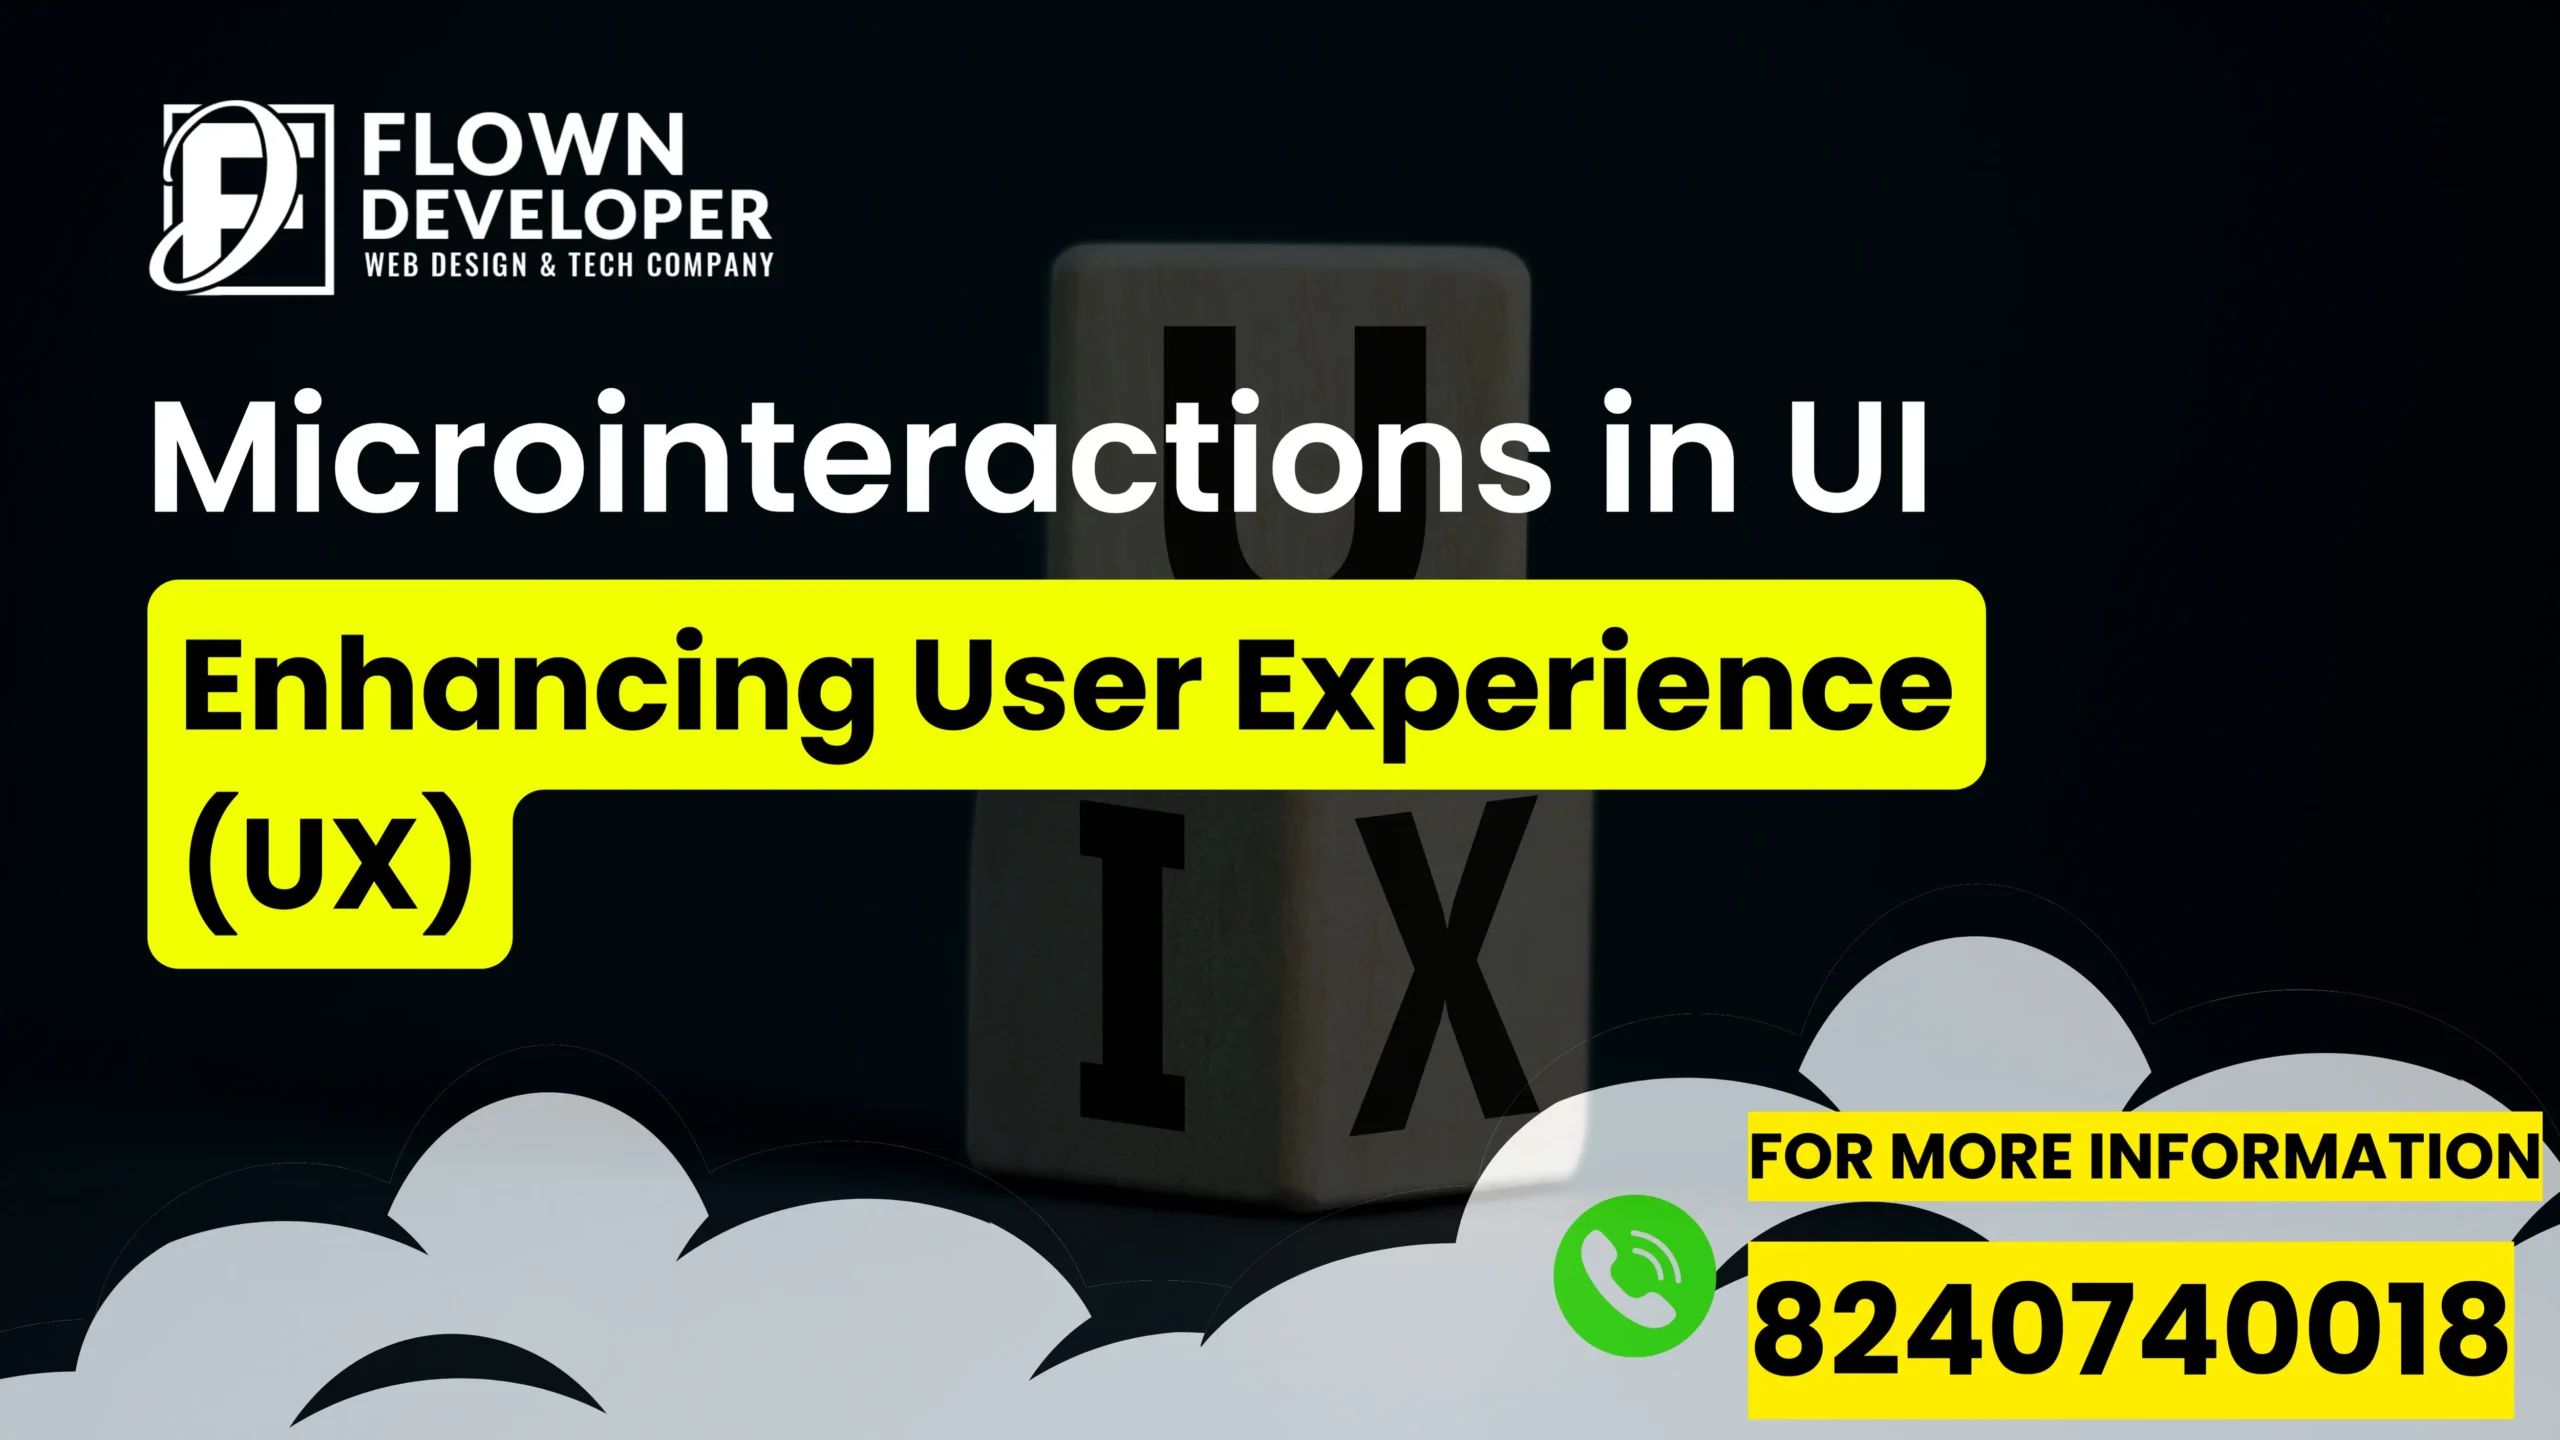 FLOWN
DEVELOPER
WEB DESIGN & TECH COMPANY
Microinteractions in UI
U
Enhancing User Experience
(UX)
I X
FOR MORE INFORMATION
8240740018